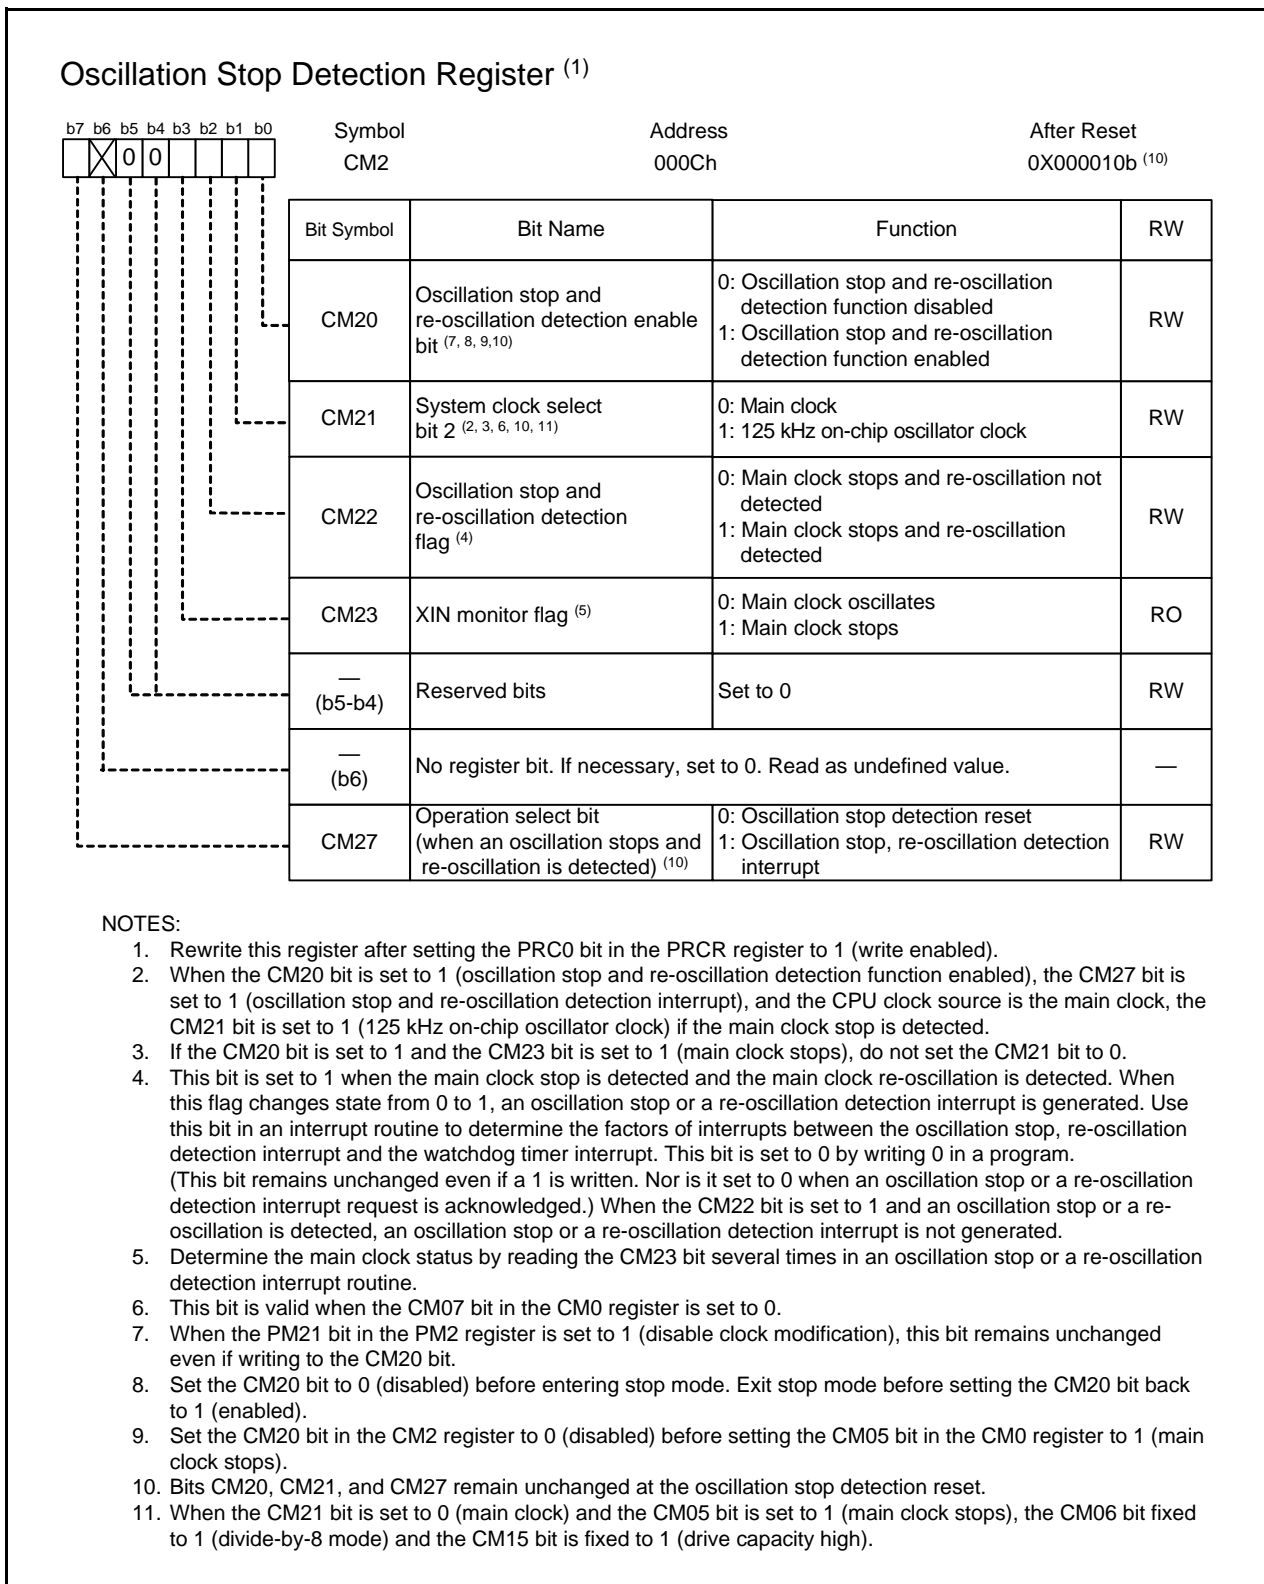 Oscillation Stop Detection Register (1)
b7 b6 b5 b4 b3 b2 b1 b0
0 0
Symbol Address After Reset
CM2 000Ch 0X000010b (10)
Bit Symbol Bit Name Function RW
CM20
Oscillation stop and
re-oscillation detection enable
bit (7, 8, 9,10)
0: Oscillation stop and re-oscillation
detection function disabled
1: Oscillation stop and re-oscillation
detection function enabled
RW
CM21
System clock select
bit 2 (2, 3, 6, 10, 11)
0: Main clock
1: 125 kHz on-chip oscillator clock
RW
CM22
Oscillation stop and
re-oscillation detection
flag (4)
0: Main clock stops and re-oscillation not
detected
1: Main clock stops and re-oscillation
detected
RW
CM23
XIN monitor flag (5)
0: Main clock oscillates
1: Main clock stops
RO
—
(b5-b4)
Reserved bits
Set to 0
RW
—
(b6)
No register bit. If necessary, set to 0. Read as undefined value.
—
CM27
Operation select bit
(when an oscillation stops and
re-oscillation is detected) (10)
0: Oscillation stop detection reset
1: Oscillation stop, re-oscillation detection
interrupt
RW
NOTES:
1. Rewrite this register after setting the PRC0 bit in the PRCR register to 1 (write enabled).
2. When the CM20 bit is set to 1 (oscillation stop and re-oscillation detection function enabled), the CM27 bit is
set to 1 (oscillation stop and re-oscillation detection interrupt), and the CPU clock source is the main clock, the
CM21 bit is set to 1 (125 kHz on-chip oscillator clock) if the main clock stop is detected.
3. If the CM20 bit is set to 1 and the CM23 bit is set to 1 (main clock stops), do not set the CM21 bit to 0.
4. This bit is set to 1 when the main clock stop is detected and the main clock re-oscillation is detected. When
this flag changes state from 0 to 1, an oscillation stop or a re-oscillation detection interrupt is generated. Use
this bit in an interrupt routine to determine the factors of interrupts between the oscillation stop, re-oscillation
detection interrupt and the watchdog timer interrupt. This bit is set to 0 by writing 0 in a program.
(This bit remains unchanged even if a 1 is written. Nor is it set to 0 when an oscillation stop or a re-oscillation
detection interrupt request is acknowledged.) When the CM22 bit is set to 1 and an oscillation stop or a re-
oscillation is detected, an oscillation stop or a re-oscillation detection interrupt is not generated.
5. Determine the main clock status by reading the CM23 bit several times in an oscillation stop or a re-oscillation
detection interrupt routine.
6. This bit is valid when the CM07 bit in the CM0 register is set to 0.
7. When the PM21 bit in the PM2 register is set to 1 (disable clock modification), this bit remains unchanged
even if writing to the CM20 bit.
8. Set the CM20 bit to 0 (disabled) before entering stop mode. Exit stop mode before setting the CM20 bit back
to 1 (enabled).
9. Set the CM20 bit in the CM2 register to 0 (disabled) before setting the CM05 bit in the CM0 register to 1 (main
clock stops).
10. Bits CM20, CM21, and CM27 remain unchanged at the oscillation stop detection reset.
11. When the CM21 bit is set to 0 (main clock) and the CM05 bit is set to 1 (main clock stops), the CM06 bit fixed
to 1 (divide-by-8 mode) and the CM15 bit is fixed to 1 (drive capacity high).